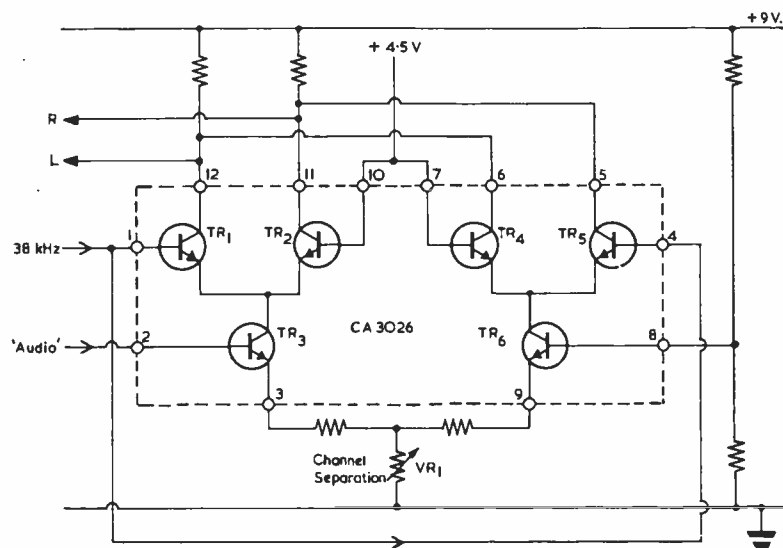 +9V.
+ 4·5 V
R
L
12
11
10
7
6
5
1
38 kHz
TR1
TR2
TR4
TR5
4
'Audio'
2
TR3
CA 3026
TR6
8
3
9
Channel
Separation
VR1